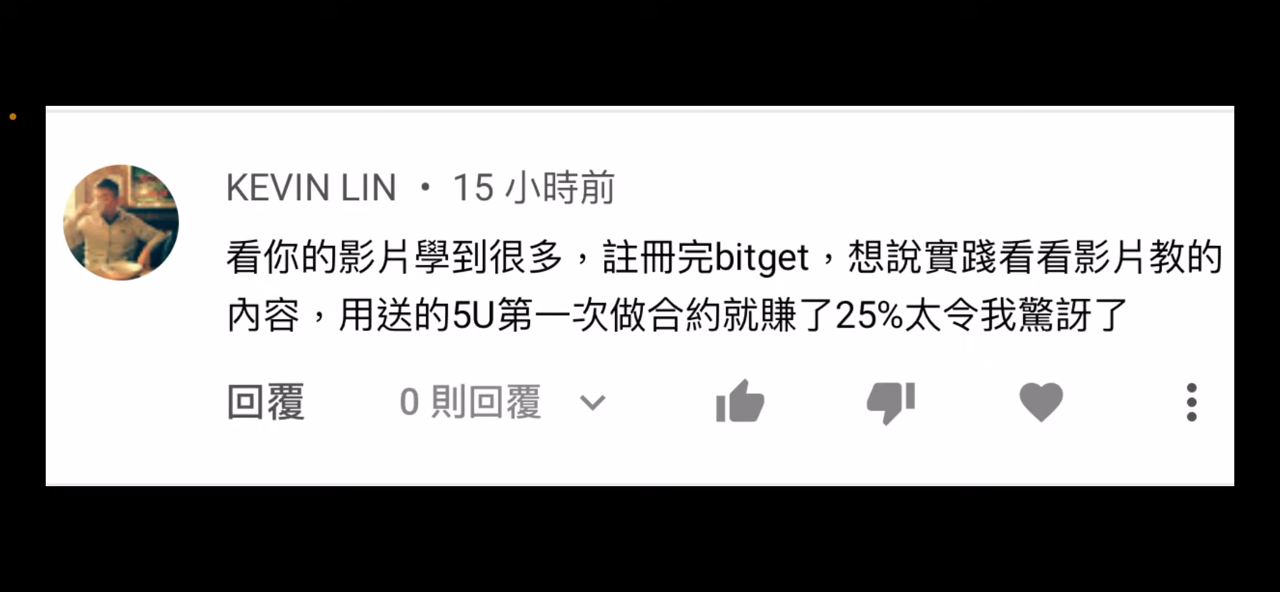 KEVIN LIN • 15 小時前
看你的影片學到很多，註冊完bitget，想說實踐看看影片教的
內容，用送的5U第一次做合約就賺了25%太令我驚訝了
回覆 0 則回覆